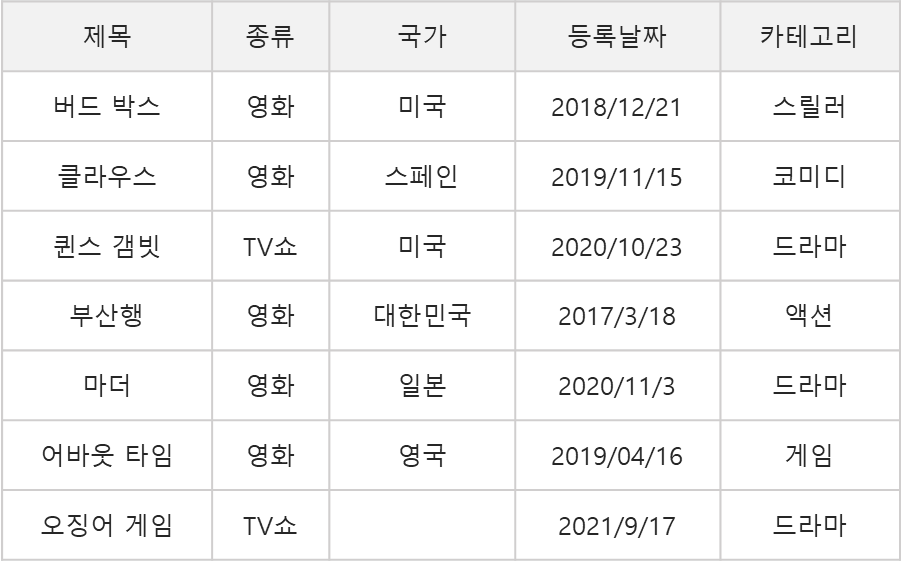 제목 종류 국가 등록날짜 카테고리
버드 박스 영화 미국 2018/12/21 스릴러
클라우스 영화 스페인 2019/11/15 코미디
퀸스 갬빗 TV쇼 미국 2020/10/23 드라마
부산행 영화 대한민국 2017/3/18 액션
마더 영화 일본 2020/11/3 드라마
어바웃 타임 영화 영국 2019/04/16 게임
오징어 게임 TV쇼 2021/9/17 드라마